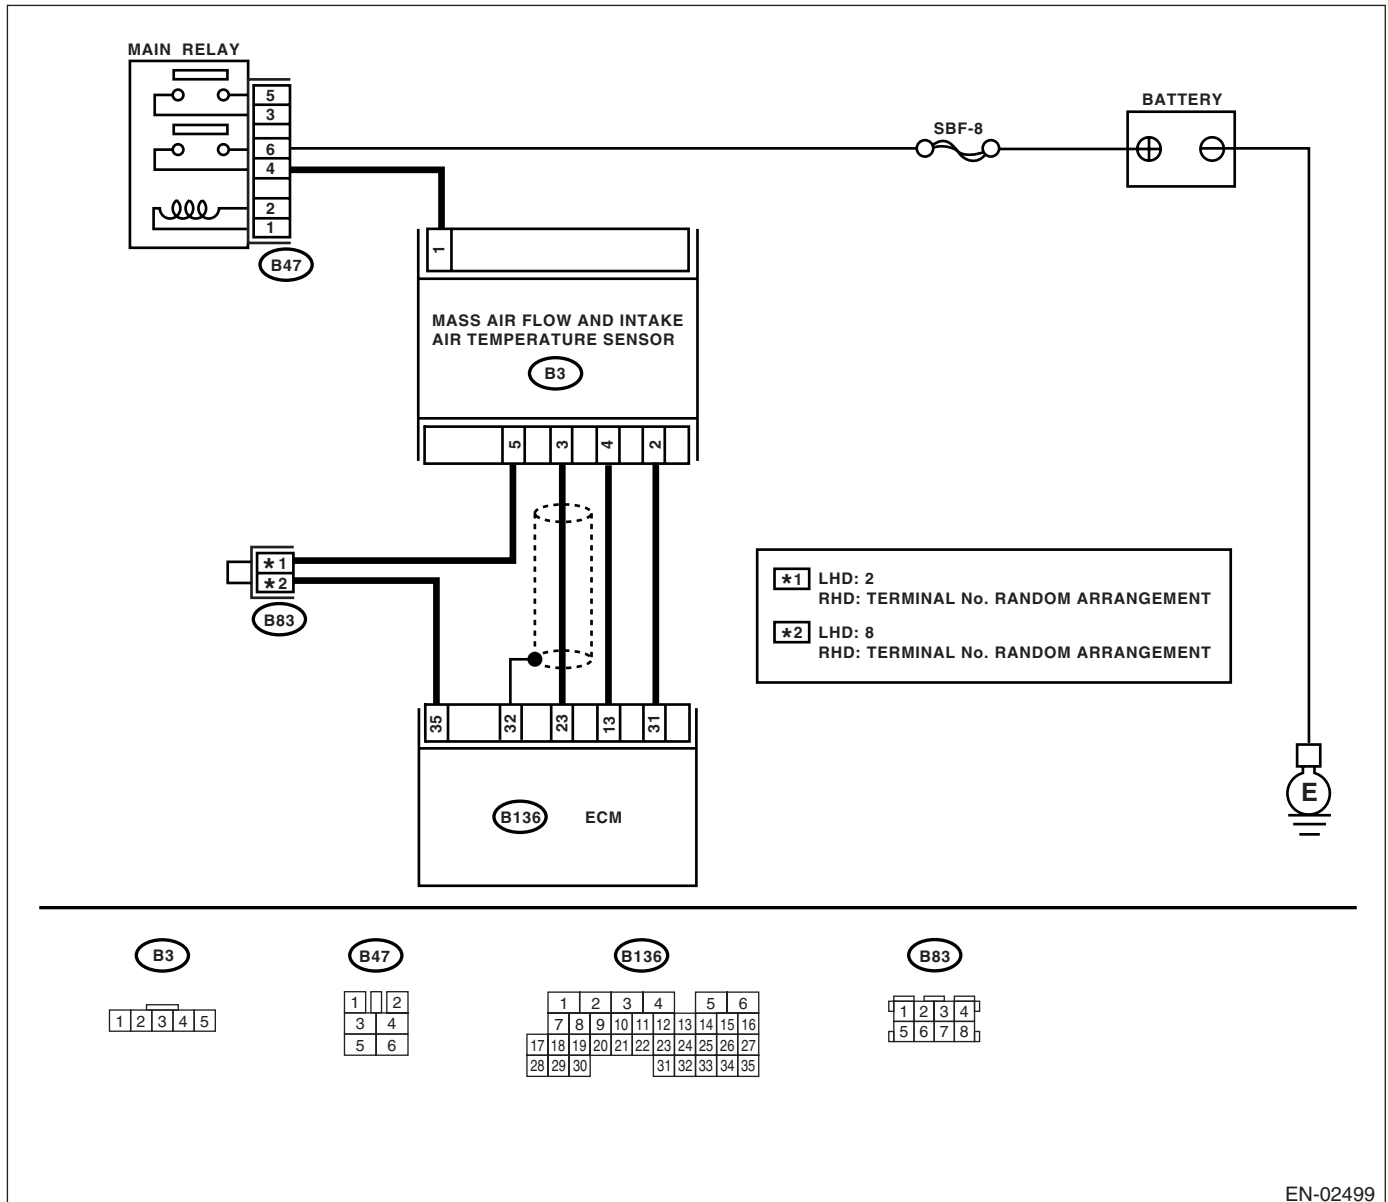 MAIN RELAY
5
3
6
4
2
1
B47
SBF-8
BATTERY
1
MASS AIR FLOW AND INTAKE
AIR TEMPERATURE SENSOR
B3
5 3 4 2
*1
*2
B83
*1 LHD: 2
RHD: TERMINAL No. RANDOM ARRANGEMENT
*2 LHD: 8
RHD: TERMINAL No. RANDOM ARRANGEMENT
35 32 23 13 31
B136 ECM
E
B3
1 2 3 4 5
B47
1 2
3 4
5 6
B136
1 2 3 4 5 6
7 8 9 10 11 12 13 14 15 16
17 18 19 20 21 22 23 24 25 26 27
28 29 30 31 32 33 34 35
B83
1 2 3 4
5 6 7 8
EN-02499